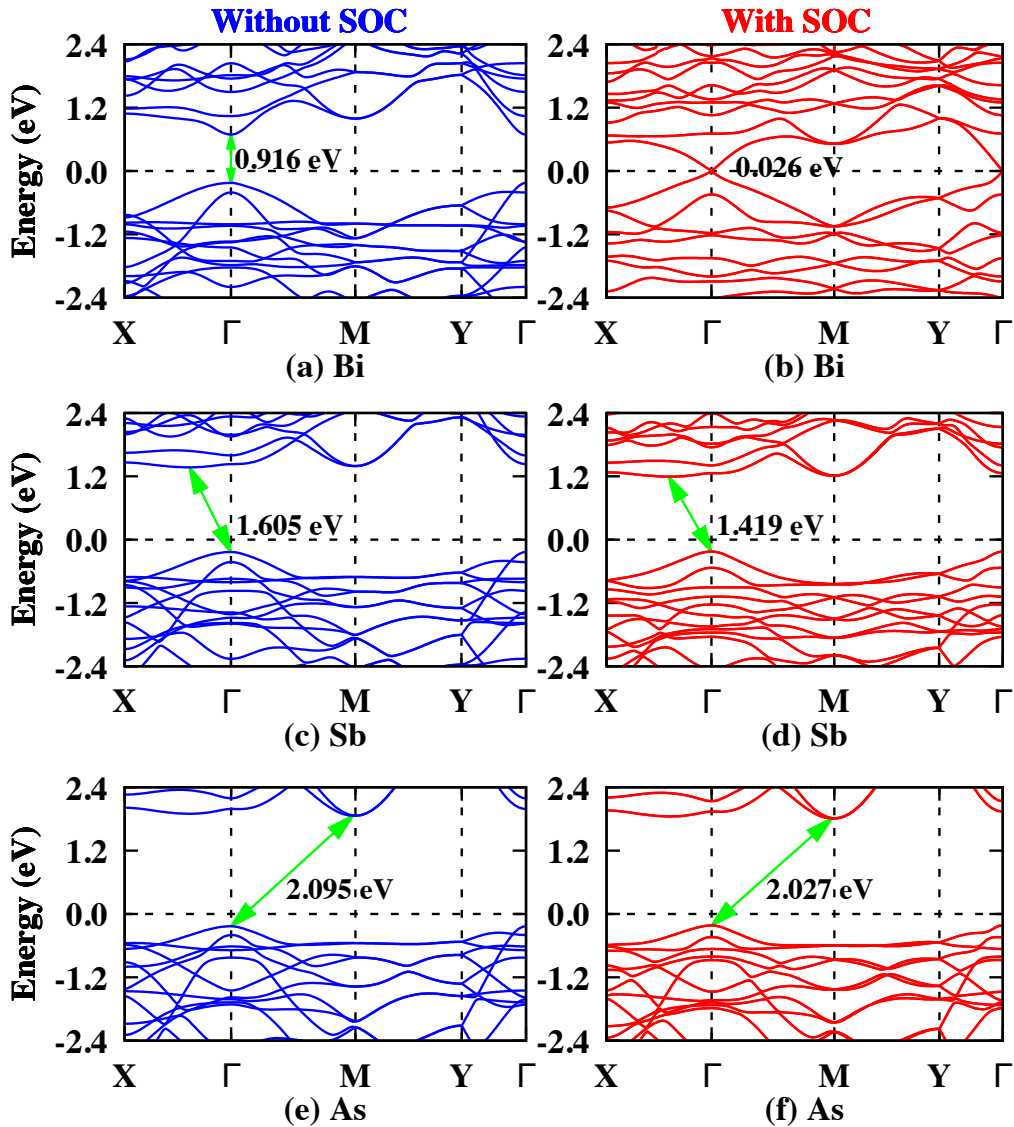 Without SOC
With SOC
Energy (eV)
2.4
1.2
0.0
-1.2
-2.4
0.916 eV
X Γ M Y Γ
(a) Bi
2.4
1.2
0.0
-1.2
-2.4
0.026 eV
X Γ M Y Γ
(b) Bi
Energy (eV)
2.4
1.2
0.0
-1.2
-2.4
1.605 eV
X Γ M Y Γ
(c) Sb
2.4
1.2
0.0
-1.2
-2.4
1.419 eV
X Γ M Y Γ
(d) Sb
Energy (eV)
2.4
1.2
0.0
-1.2
-2.4
2.095 eV
X Γ M Y Γ
(e) As
2.4
1.2
0.0
-1.2
-2.4
2.027 eV
X Γ M Y Γ
(f) As